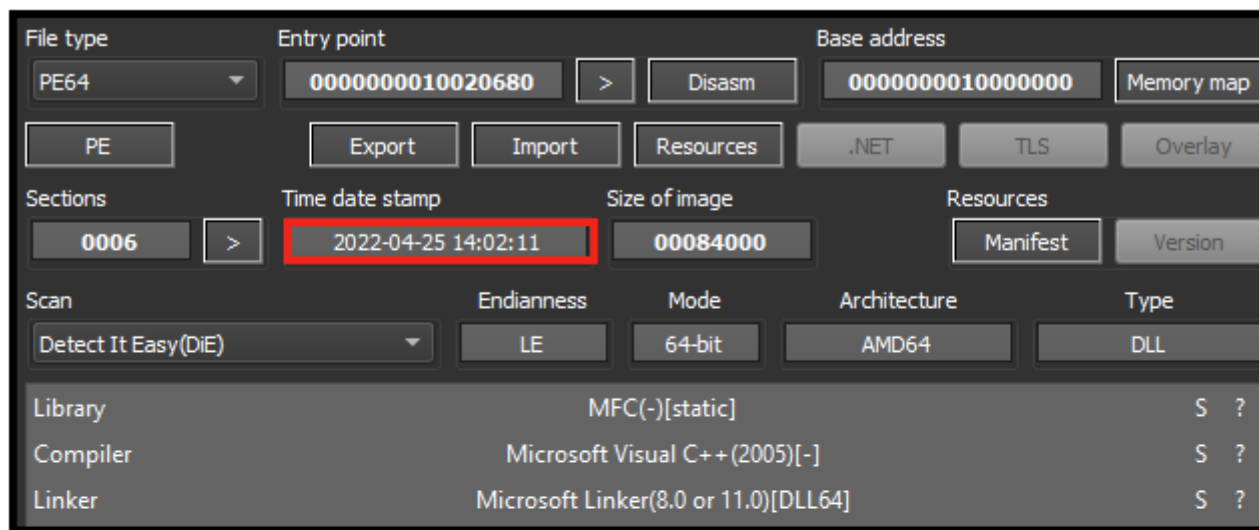 File type Entry point Base address
PE64 0000000010020680 > Disasm 0000000010000000 Memory map
PE Export Import Resources .NET TLS Overlay
Sections Time date stamp Size of image Resources
0006 > 2022-04-25 14:02:11 00084000 Manifest Version
Scan Endianness Mode Architecture Type
Detect It Easy(DiE) LE 64-bit AMD64 DLL
Library MFC(-)[static] S ?
Compiler Microsoft Visual C++(2005)[-] S ?
Linker Microsoft Linker(8.0 or 11.0)[DLL64] S ?